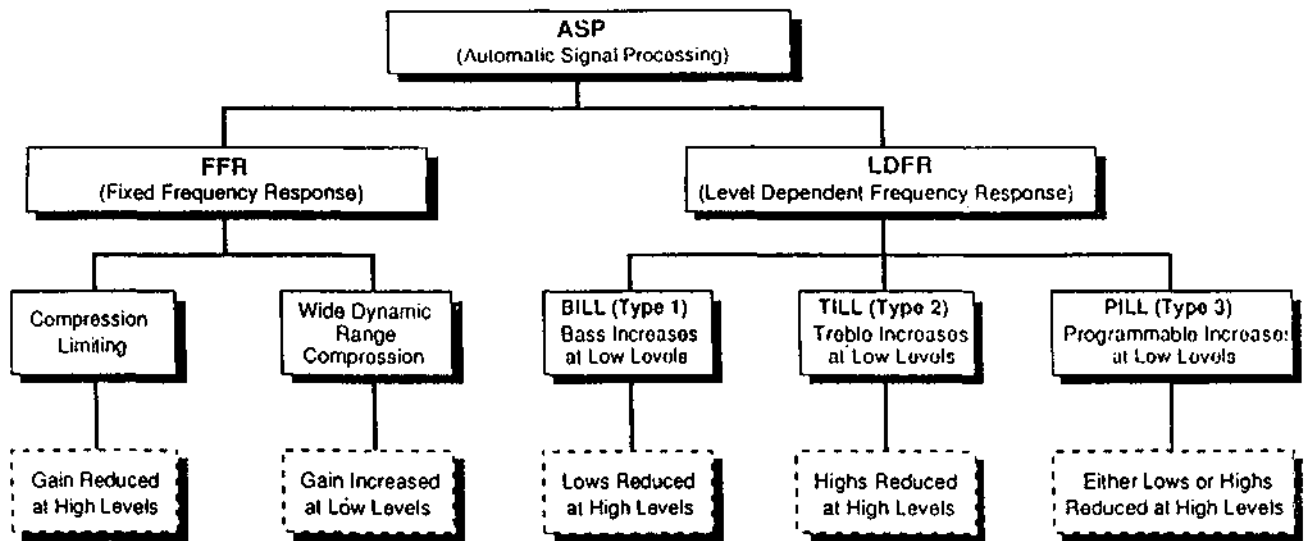 ASP
(Automatic Signal Processing)
FFR
(Fixed Frequency Response)
LDFR
(Level Dependent Frequency Response)
Compression
Limiting
Wide Dynamic
Range
Compression
BILL (Type 1)
Bass Increases
at Low Levels
TILL (Type 2)
Treble Increases
at Low Levels
PILL (Type 3)
Programmable Increases
at Low Levels
Gain Reduced
at High Levels
Gain Increased
at Low Levels
Lows Reduced
at High Levels
Highs Reduced
at High Levels
Either Lows or Highs
Reduced at High Levels